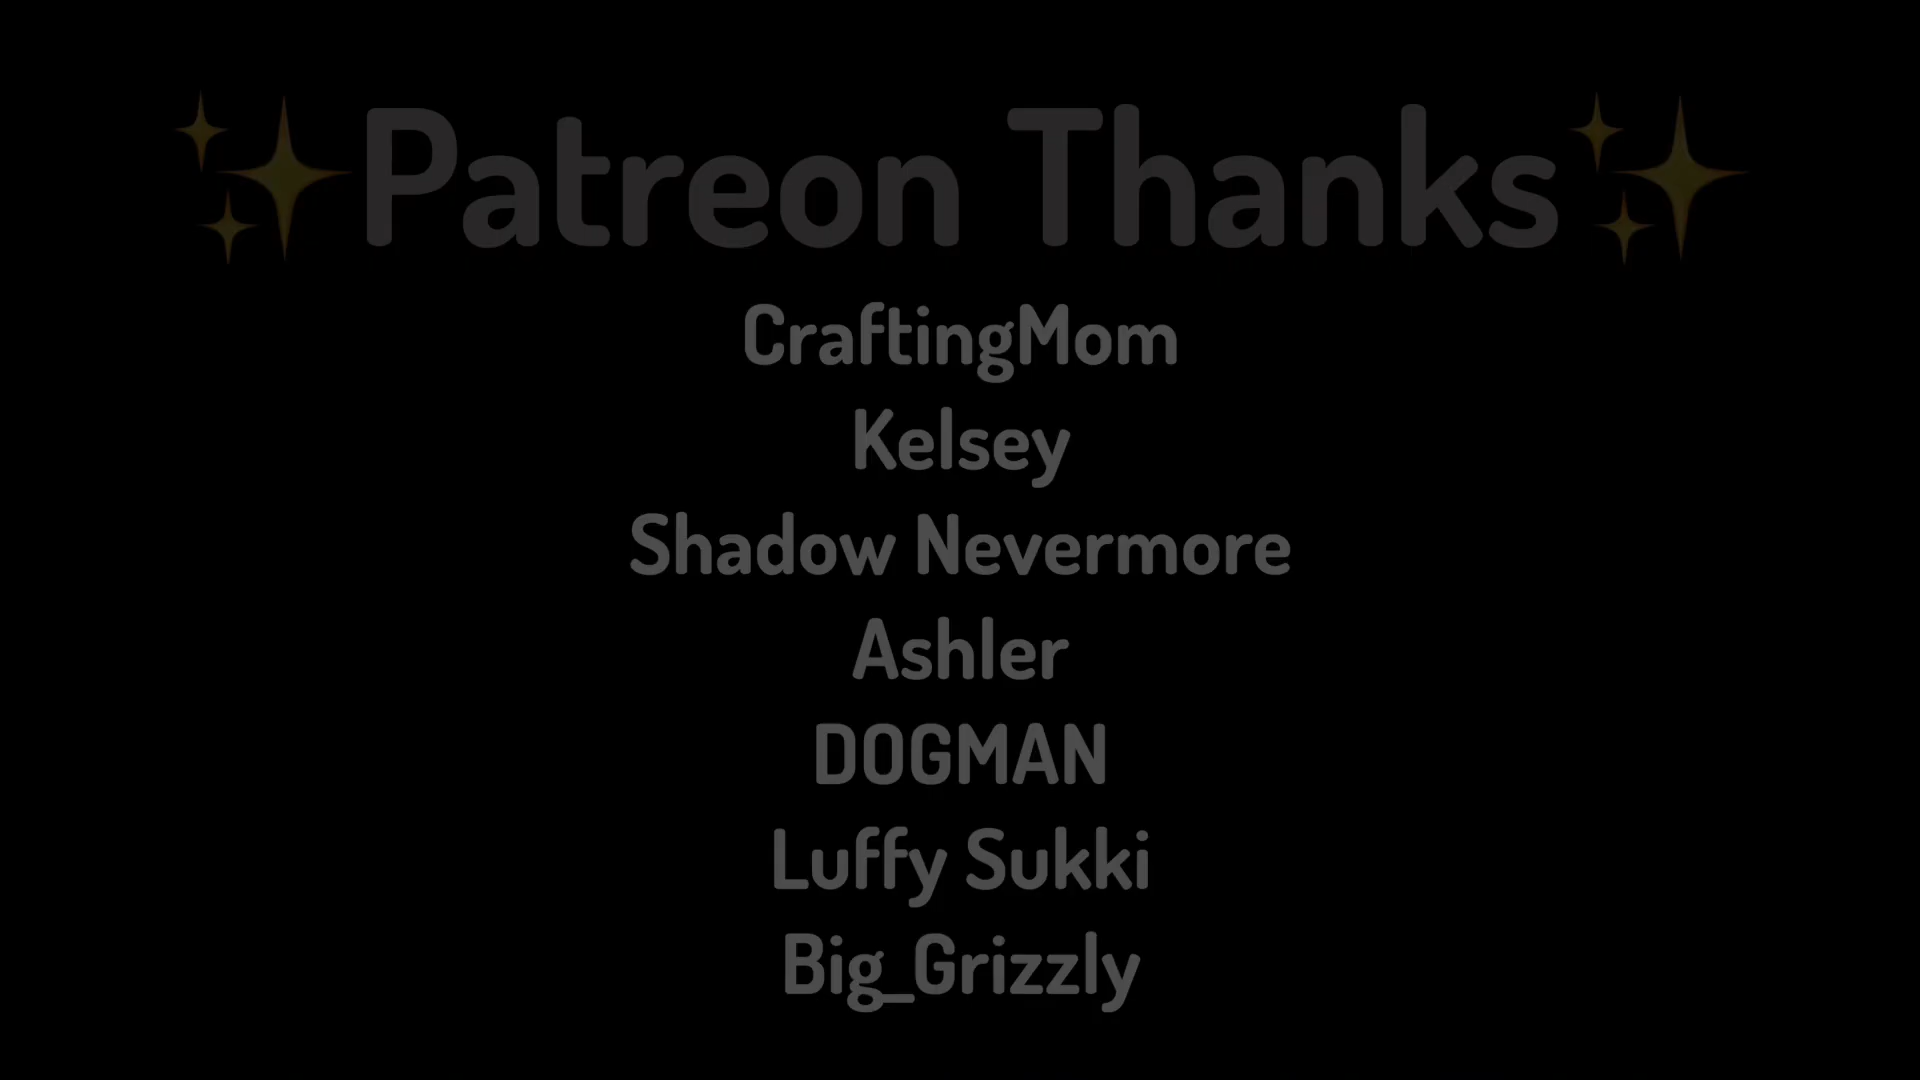 ✨Patreon Thanks✨
CraftingMom
Kelsey
Shadow Nevermore
Ashler
DOGMAN
Luffy Sukki
Big_Grizzly